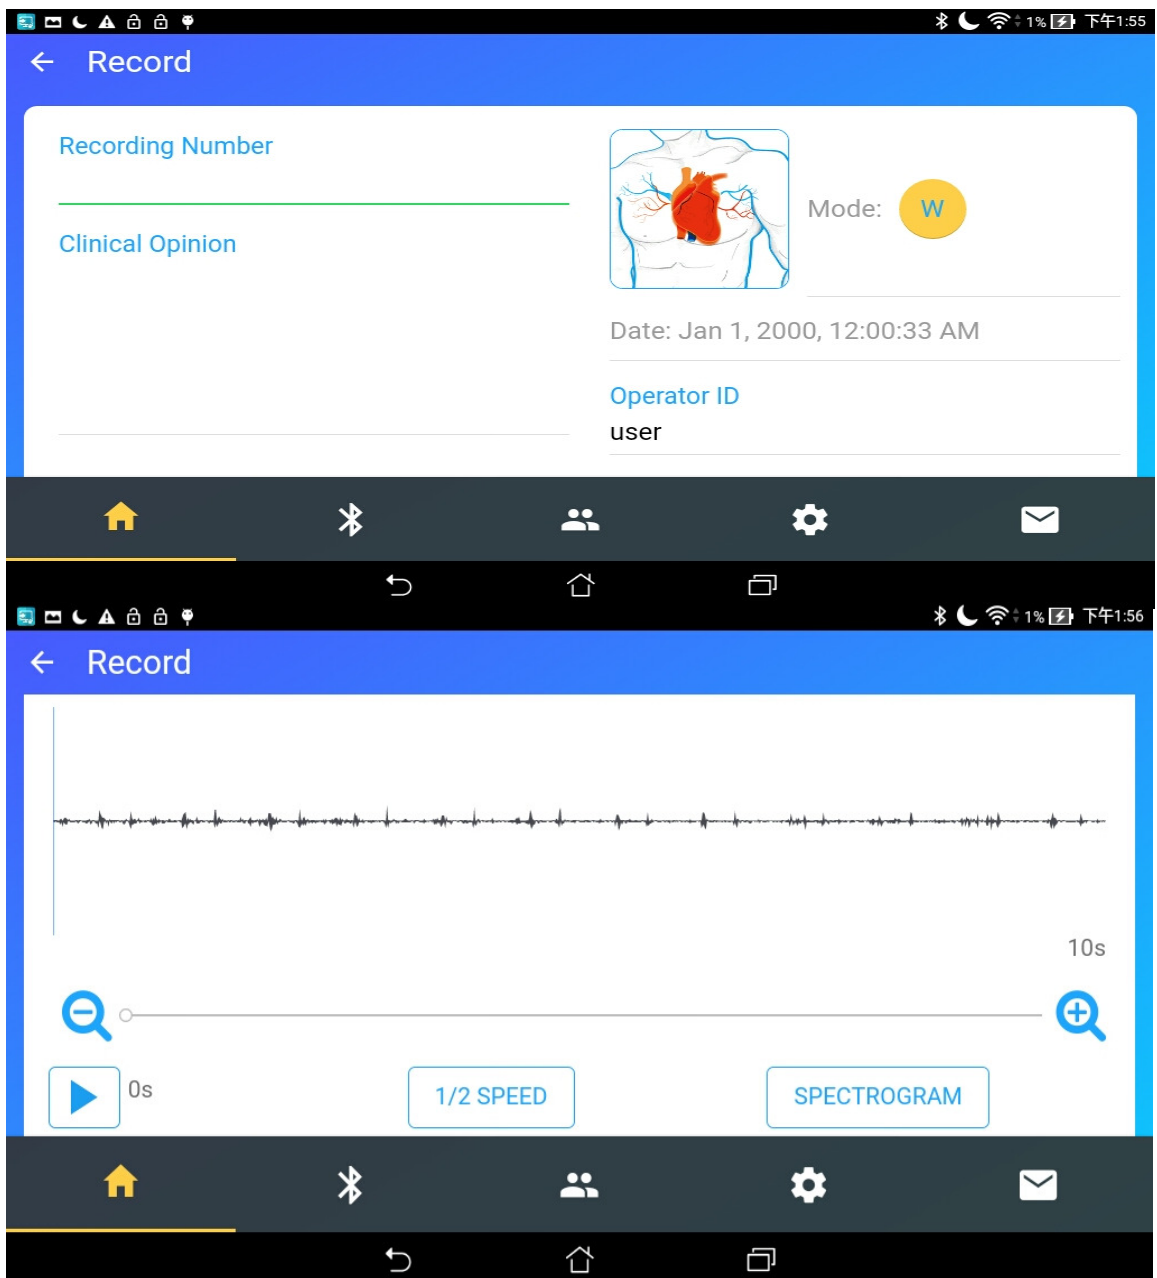 1% 下午1:55
Record
Recording Number
Clinical Opinion
Mode: W
Date: Jan 1, 2000, 12:00:33 AM
Operator ID
user
1% 下午1:56
Record
10s
0s
1/2 SPEED
SPECTROGRAM